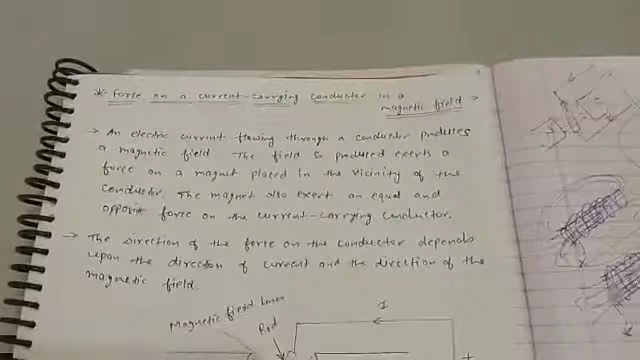 * Force on a current-carrying conductor in a
magnetic field →
→ An electric current flowing through a conductor produces
a magnetic field. The field so produced exerts a
force on a magnet placed in the vicinity of the
conductor. The magnet also exert an equal and
opposite force on the current-carrying conductor.
→ The direction of the force on the conductor depends
upon the direction of current and the direction of the
magnetic field.
Magnetic field lines
Rod
I
+